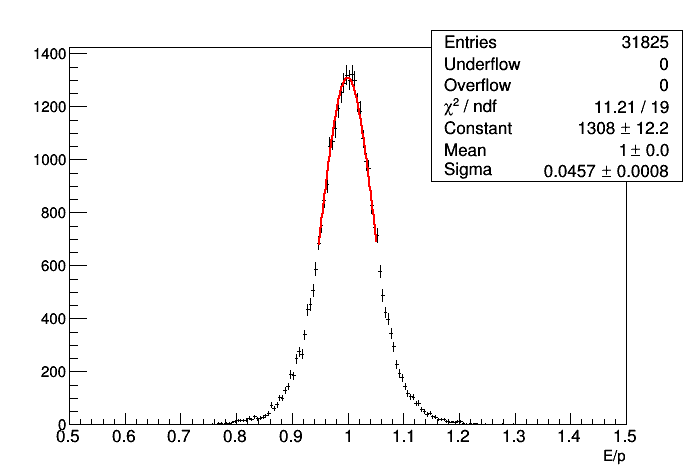 Entries 31825
Underflow 0
Overflow 0
χ² / ndf 11.21 / 19
Constant 1308 ± 12.2
Mean 1 ± 0.0
Sigma 0.0457 ± 0.0008
1400
1200
1000
800
600
400
200
0
0.5 0.6 0.7 0.8 0.9 1 1.1 1.2 1.3 1.4 1.5
E/p